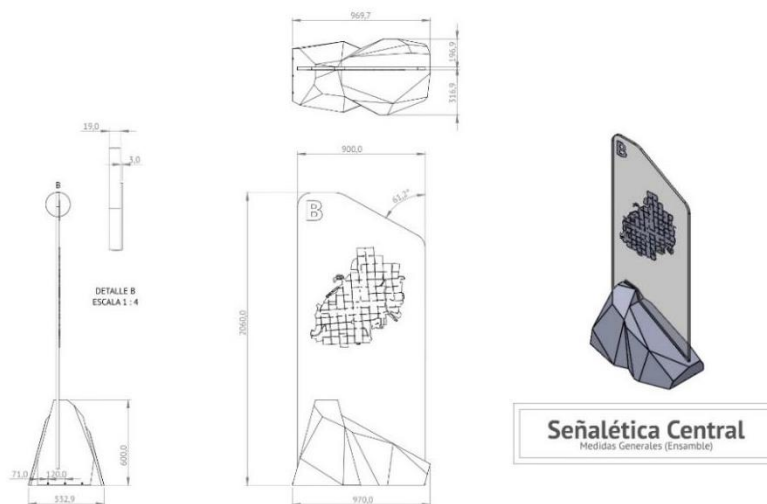 969,7
196,9
316,9
19,0
3,0
900,0
B
B
61,2°
B
DETALLE B
ESCALA 1 : 4
2060,0
600,0
71,0
120,0
532,9
970,0
Señalética Central
Medidas Generales (Ensamble)